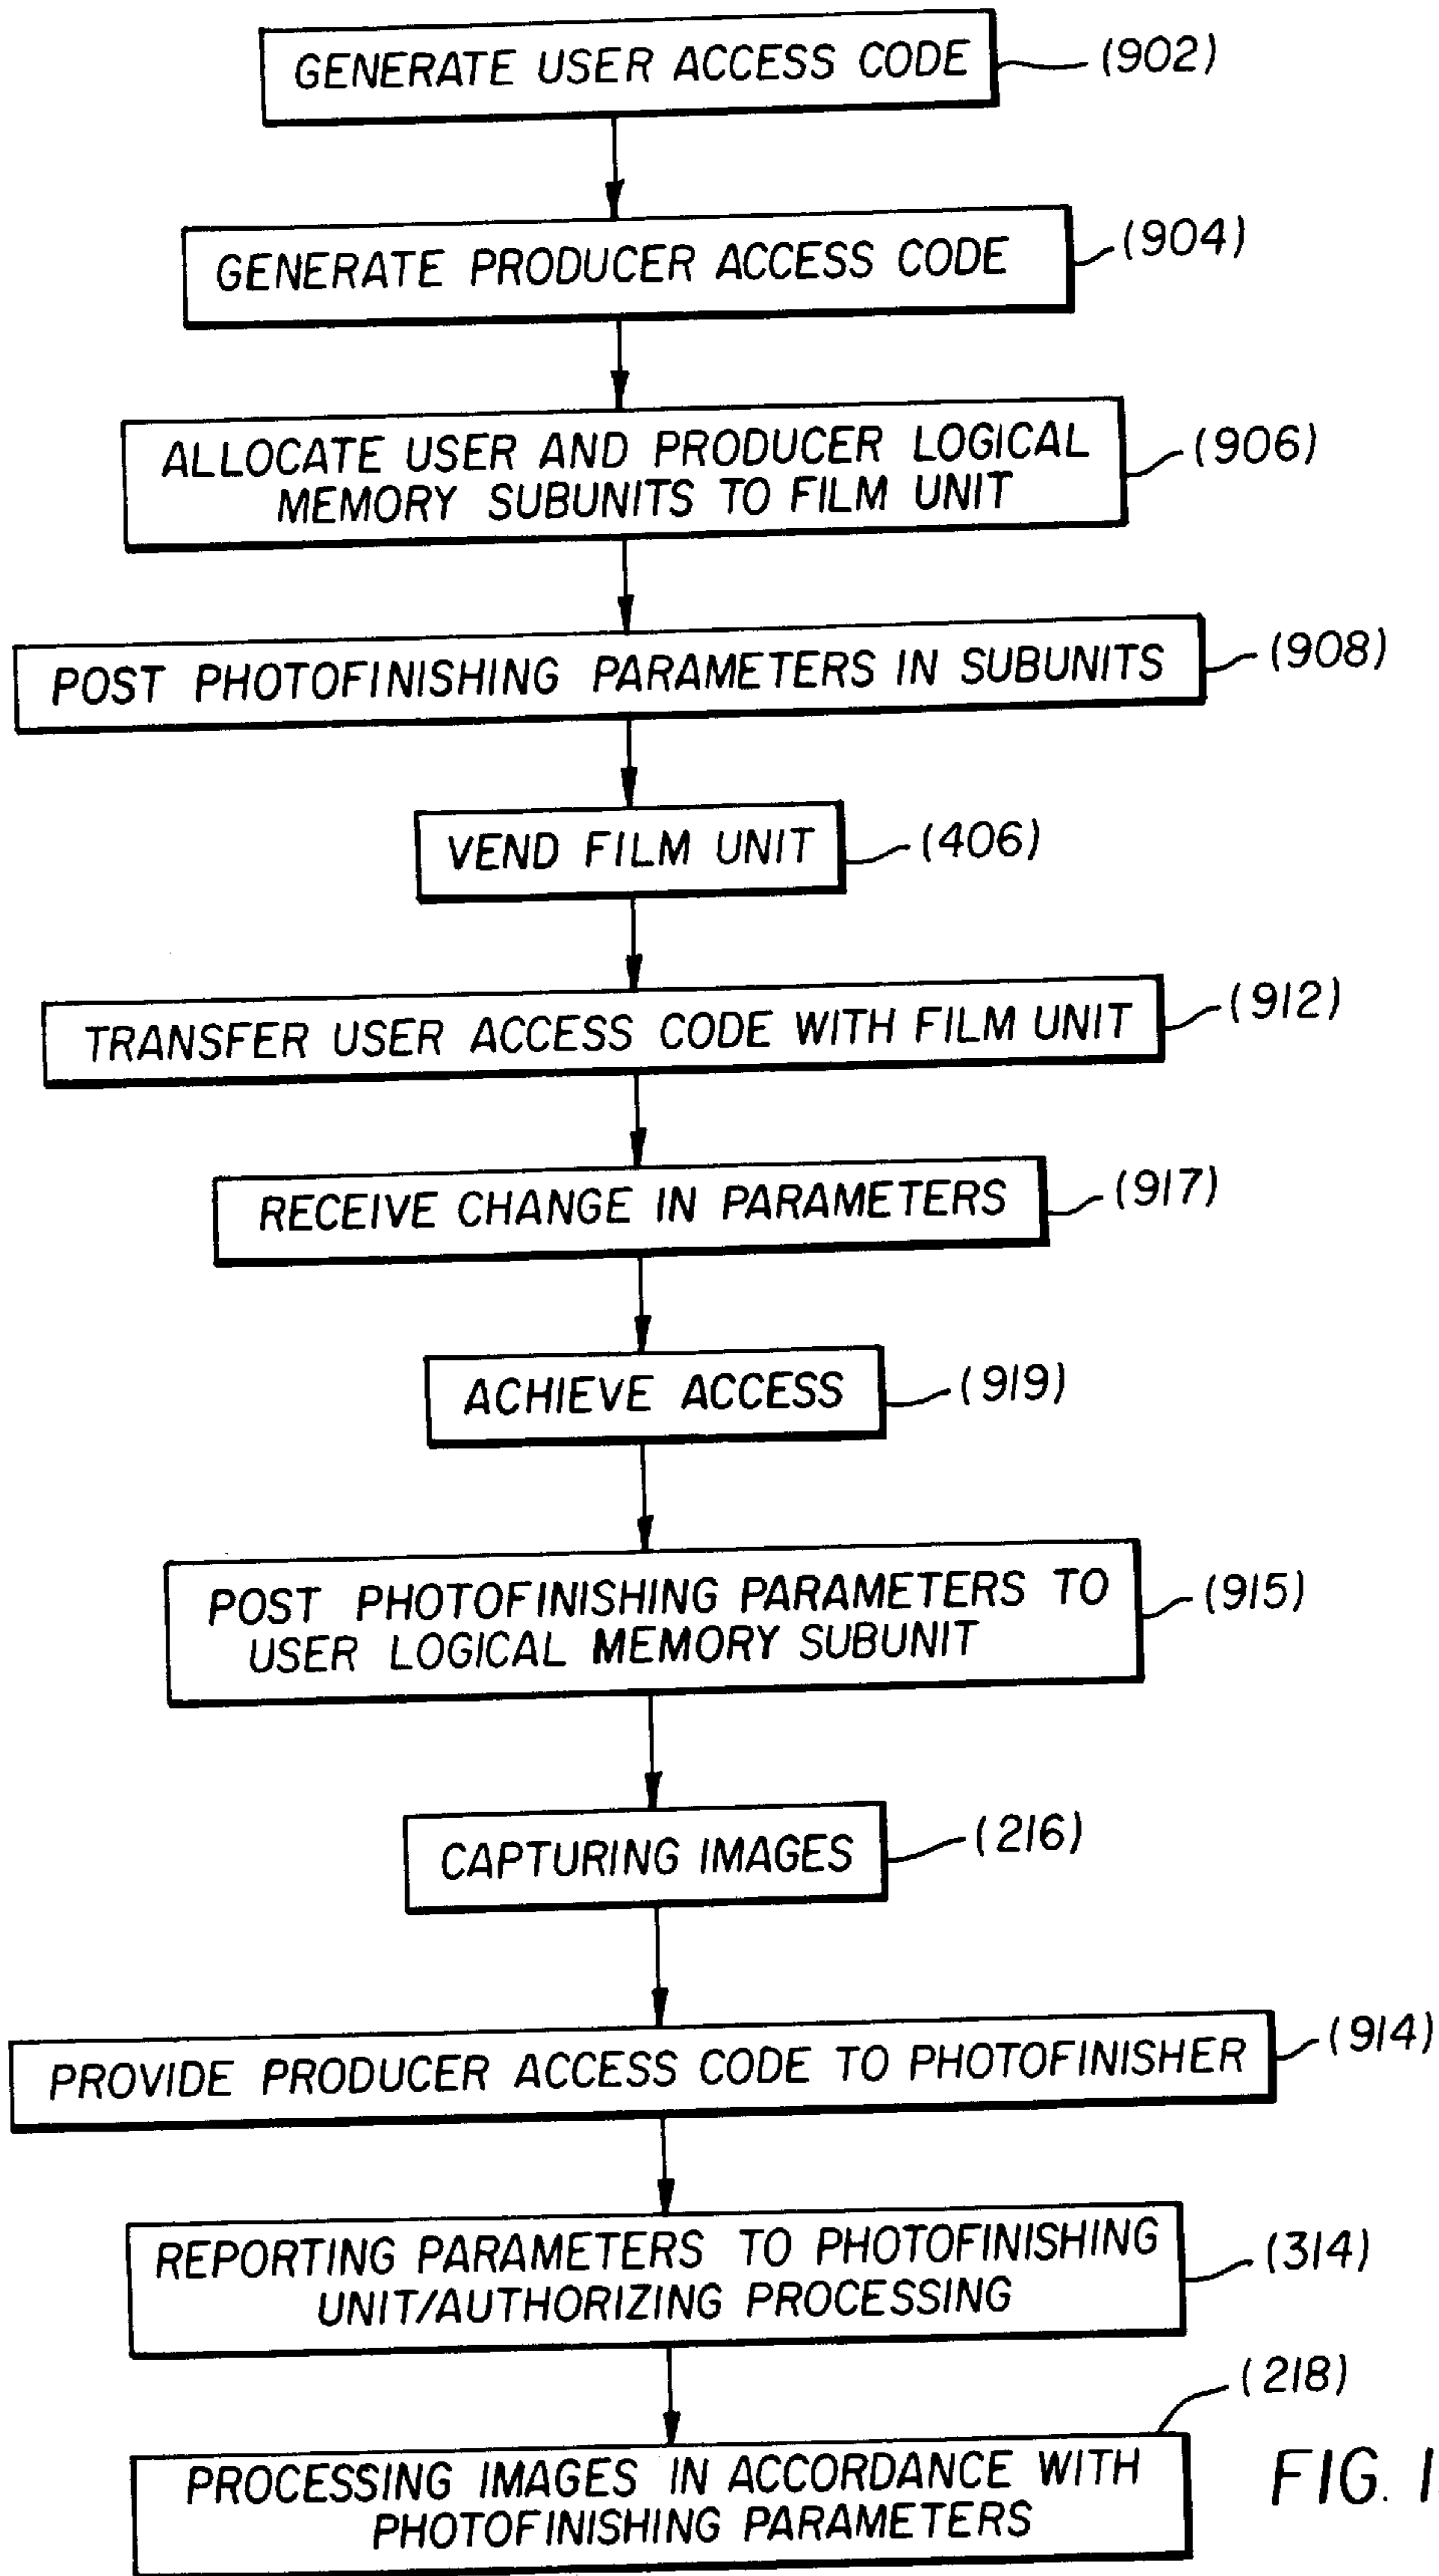 GENERATE USER ACCESS CODE (902)
GENERATE PRODUCER ACCESS CODE (904)
ALLOCATE USER AND PRODUCER LOGICAL
MEMORY SUBUNITS TO FILM UNIT
(906)
POST PHOTOFINISHING PARAMETERS IN SUBUNITS (908)
VEND FILM UNIT (406)
TRANSFER USER ACCESS CODE WITH FILM UNIT (912)
RECEIVE CHANGE IN PARAMETERS (917)
ACHIEVE ACCESS (919)
POST PHOTOFINISHING PARAMETERS TO
USER LOGICAL MEMORY SUBUNIT
(915)
CAPTURING IMAGES (216)
PROVIDE PRODUCER ACCESS CODE TO PHOTOFINISHER (914)
REPORTING PARAMETERS TO PHOTOFINISHING
UNIT/AUTHORIZING PROCESSING
(314)
(218)
PROCESSING IMAGES IN ACCORDANCE WITH
PHOTOFINISHING PARAMETERS
FIG. 1